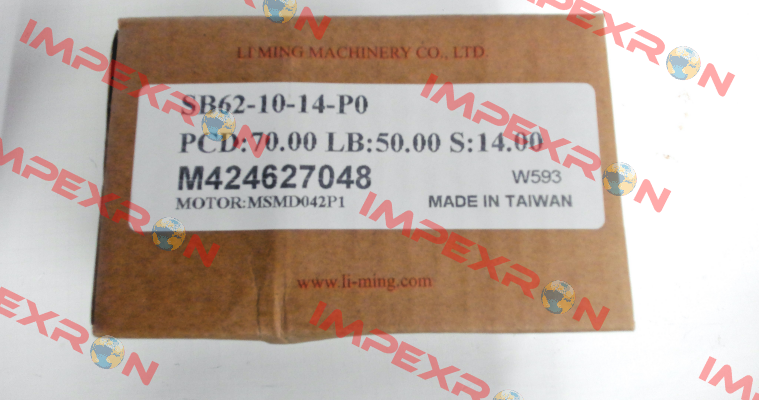 LI MING MACHINERY CO., LTD.
SB62-10-14-P0
PCD:70.00 LB:50.00 S:14.00
M424627048
W593
MOTOR:MSMD042P1
MADE IN TAIWAN
www.li-ming.com
IMPEXRON
IMPEXRON
IMPEXRON
IMPEXRON
IMPEXRON
IMPEXRON